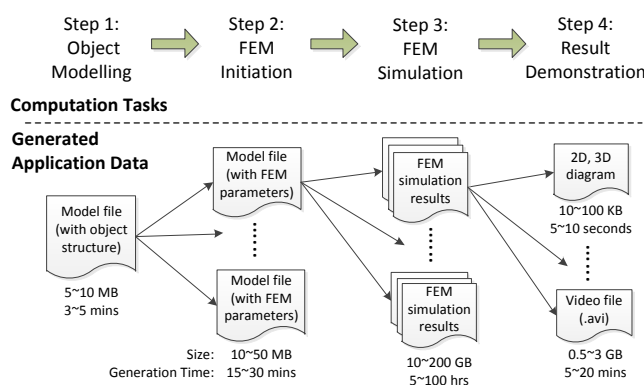 Step 1:
Object
Modelling
Step 2:
FEM
Initiation
Step 3:
FEM
Simulation
Step 4:
Result
Demonstration
Computation Tasks
Generated
Application Data
Model file
(with object
structure)
5~10 MB
3~5 mins
Model file
(with FEM
parameters)
Model file
(with FEM
parameters)
Size:
10~50 MB
Generation Time:
15~30 mins
FEM
simulation
results
FEM
simulation
results
10~200 GB
5~100 hrs
2D, 3D
diagram
10~100 KB
5~10 seconds
Video file
(.avi)
0.5~3 GB
5~20 mins